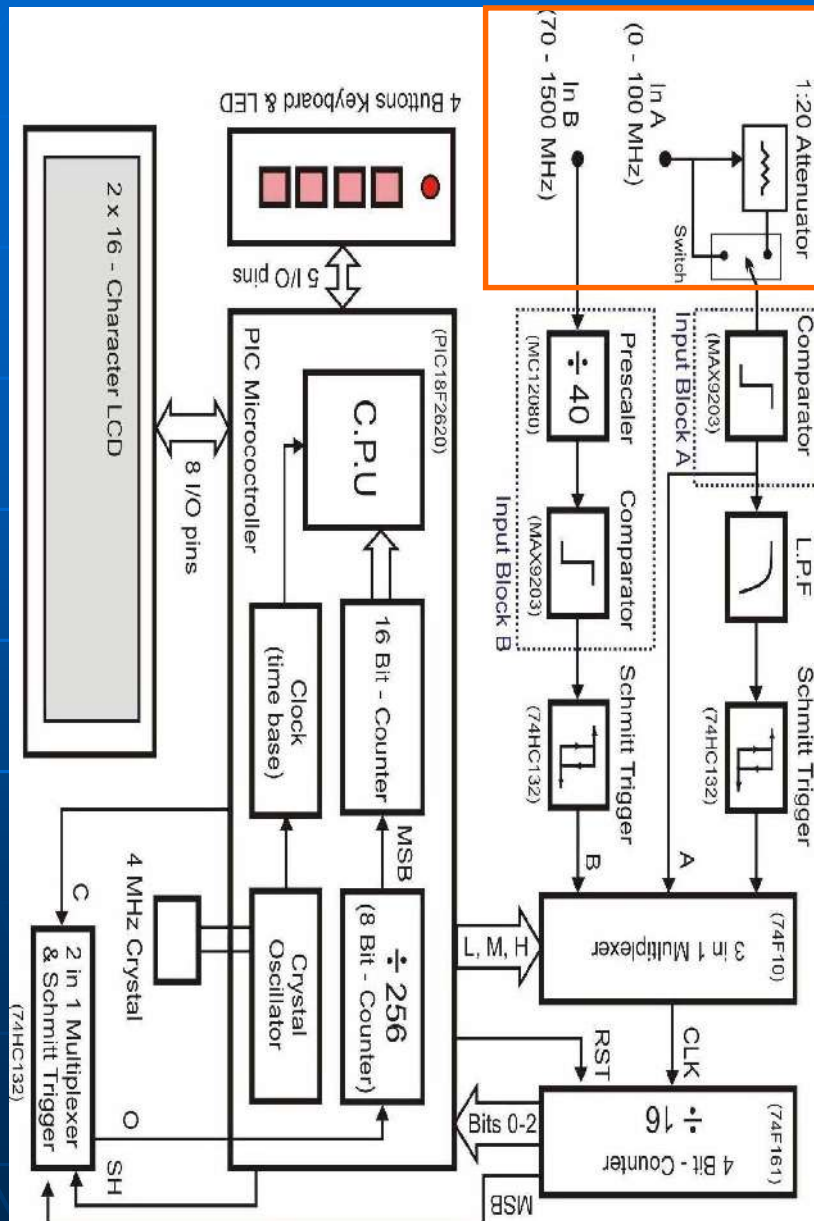 1:20 Attenuator
In A
(0 - 100 MHz)
In B
(70 - 1500 MHz)
Switch
Comparator
(MAX9203)
Input Block A
L.P.F
Schmitt Trigger
(74HC132)
Prescaler
÷ 40
(MC12080)
Comparator
(MAX9203)
Input Block B
Schmitt Trigger
(74HC132)
A
B
3 in 1 Multiplexer
(74F10)
CLK
RST
÷ 16
4 Bit - Counter
(74F161)
L, M, H
Bits 0-2
MSB
4 Buttons Keyboard & LED
5 I/O pins
(PIC18F2620)
PIC Micrococtroller
C.P.U
16 Bit - Counter
MSB
÷ 256
(8 Bit - Counter)
Clock
(time base)
Crystal
Oscillator
4 MHz Crystal
2 x 16 - Character LCD
8 I/O pins
C
O
SH
2 in 1 Multiplexer
& Schmitt Trigger
(74HC132)